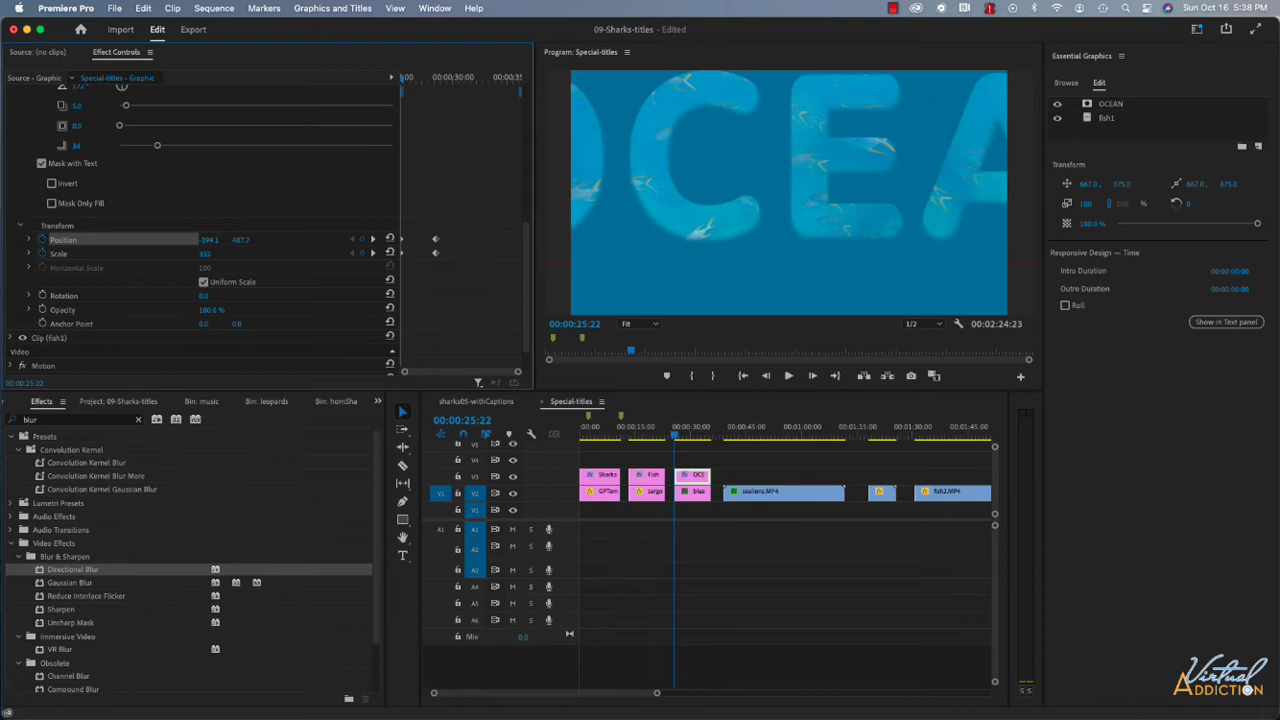 Premiere Pro File Edit Clip Sequence Markers Graphics and Titles View Window Help Sun Oct 16 5:38 PM
Import Edit Export 09-Sharks-titles - Edited
Source: (no clips) Effect Controls Program: Special-titles Essential Graphics
Source - Graphic Special-titles - Graphic :00 00:00:30:00 00:00:35
Browse Edit
5.0
OCEAN
0.0
fish1
34
Mask with Text
Invert
Mask Only Fill
OCEA
Transform
667.0, 375.0 667.0, 375.0
100 100 % 0
100.0 %
Transform
Position -399.1 487.7
Scale 332
Horizontal Scale 100
Uniform Scale
Rotation 0.0
Opacity 100.0 %
Anchor Point 0.0 0.0
Clip (fish1)
Video
Motion
00:00:25:22
Responsive Design — Time
Intro Duration 00:00:00:00
Outro Duration 00:00:00:00
Roll
Show in Text panel
00:00:25:22 Fit 1/2 00:02:24:23
Effects Project: 09-Sharks-titles Bin: music Bin: leopards Bin: hornSha
blur
Presets
Convolution Kernel
Convolution Kernel Blur
Convolution Kernel Blur More
Convolution Kernel Gaussian Blur
Lumetri Presets
Audio Effects
Audio Transitions
Video Effects
Blur & Sharpen
Directional Blur
Gaussian Blur
Reduce Interlace Flicker
Sharpen
Unsharp Mask
Immersive Video
VR Blur
Obsolete
Channel Blur
Compound Blur
sharks05-withCaptions Special-titles
00:00:25:22
:00:00 00:00:15:00 00:00:30:00 00:00:45:00 00:01:00:00 00:01:15:00 00:01:30:00 00:01:45:00
V5
V4
V3 Sharks Fish OCE
V1 V2 GPTem sargo blue sealions.MP4 fish2.MP4
V1
A1 A1 M S
A2 M S
A3 M S
A4 M S
A5 M S
A6 M S
Mix 0.0
S S
Virtual
ADDICTION